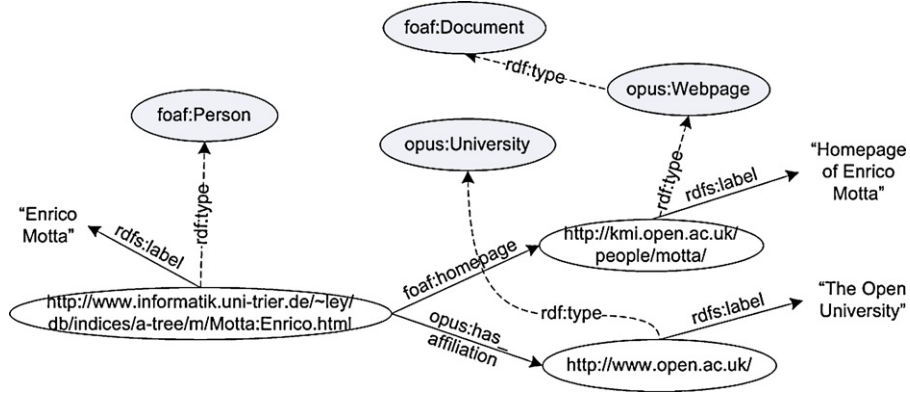 foaf:Document
rdf:type
opus:Webpage
foaf:Person
opus:University
rdf:type
rdf:type
"Homepage
of Enrico
Motta"
rdfs:label
"Enrico
Motta"
rdfs:label
http://kmi.open.ac.uk/
people/motta/
foaf:homepage
http://www.informatik.uni-trier.de/~ley/
db/indices/a-tree/m/Motta:Enrico.html
rdf:type
rdfs:label
"The Open
University"
opus:has_
affiliation
http://www.open.ac.uk/